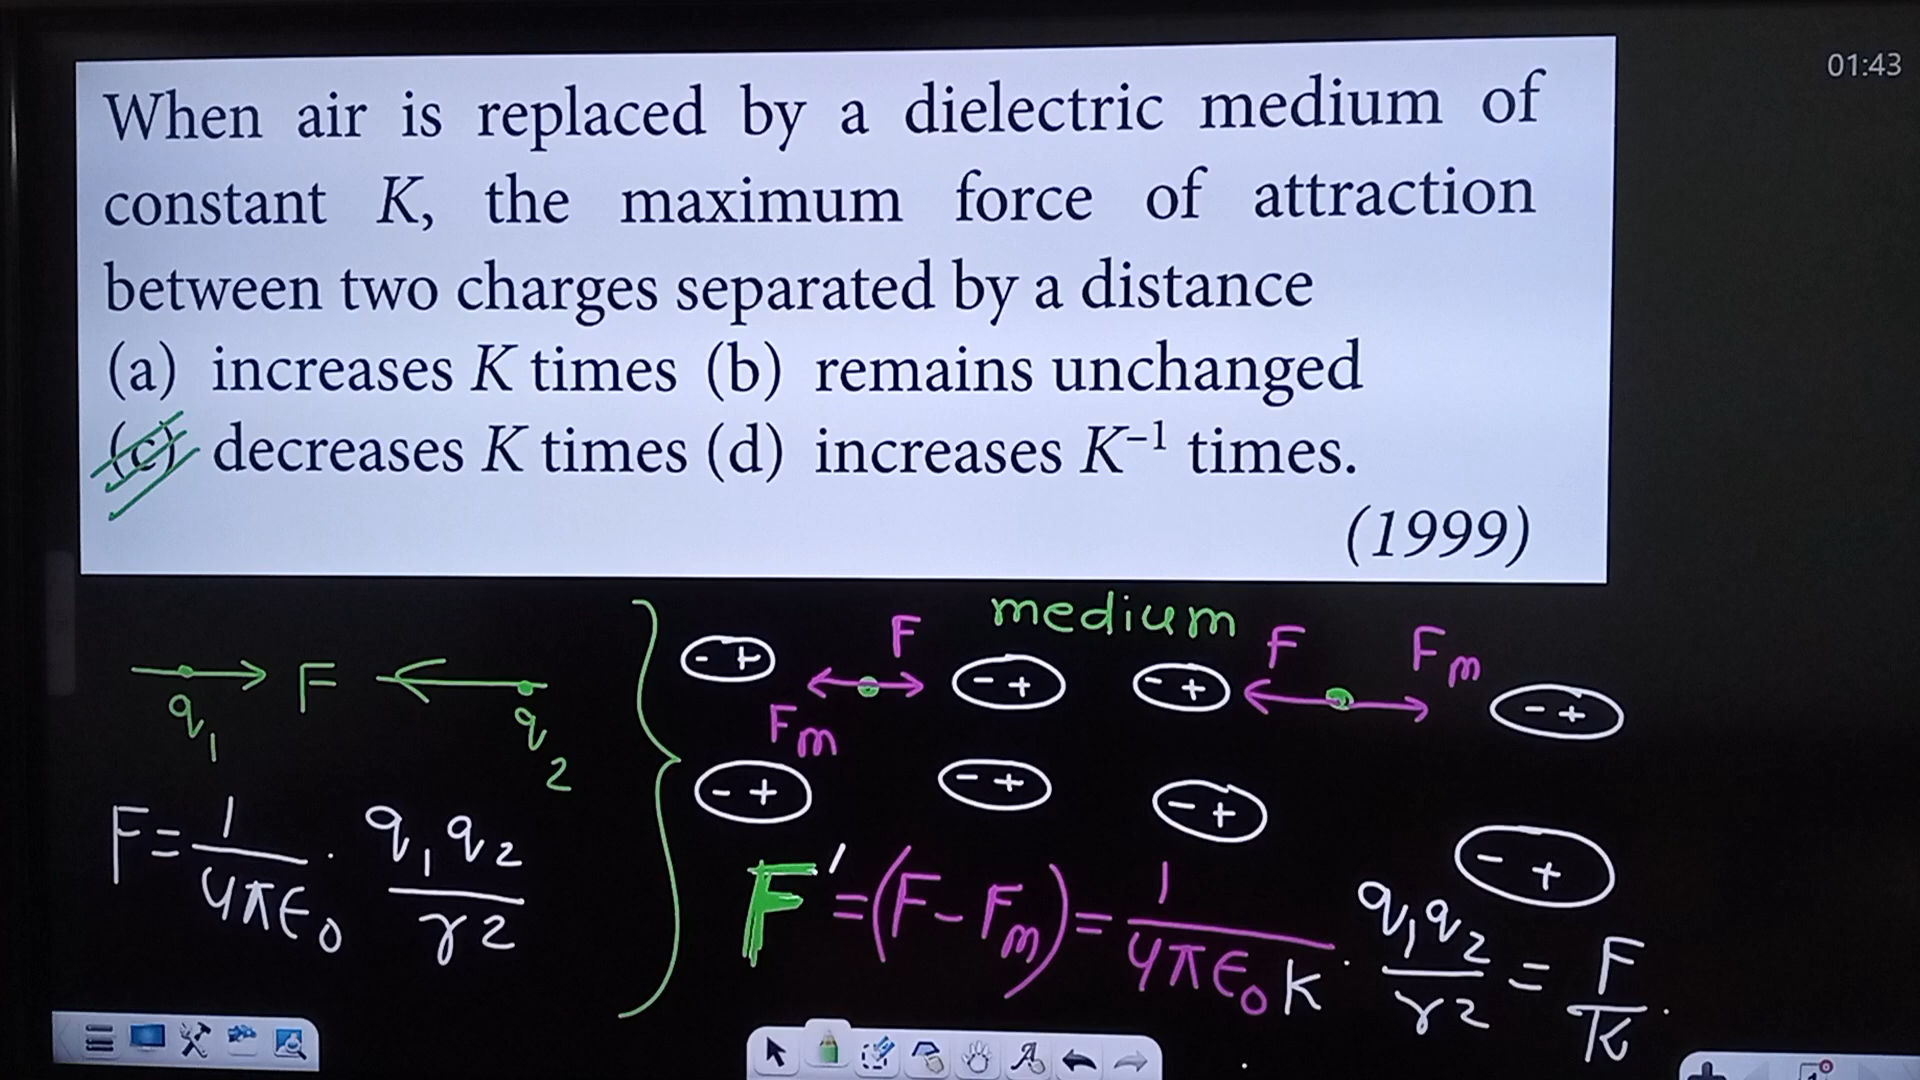 01:43
When air is replaced by a dielectric medium of
constant K, the maximum force of attraction
between two charges separated by a distance
(a) increases K times (b) remains unchanged
(c) decreases K times (d) increases K⁻¹ times.
(1999)
medium
F F Fm
- + - + - + - +
F
q1 q2 Fm
- + - + - + - +
F = 1/4πε0 . q1q2/r2
F' = (F - Fm) = 1/4πε0K . q1q2/r2 = F/K .